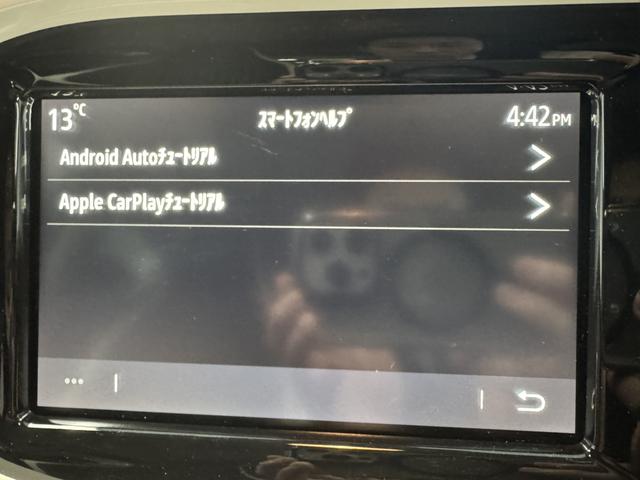 13℃ ｽﾏｰﾄﾌｫﾝﾍﾙﾌﾟ 4:42PM
Android Autoﾁｭｰﾄﾘｱﾙ
Apple CarPlayﾁｭｰﾄﾘｱﾙ